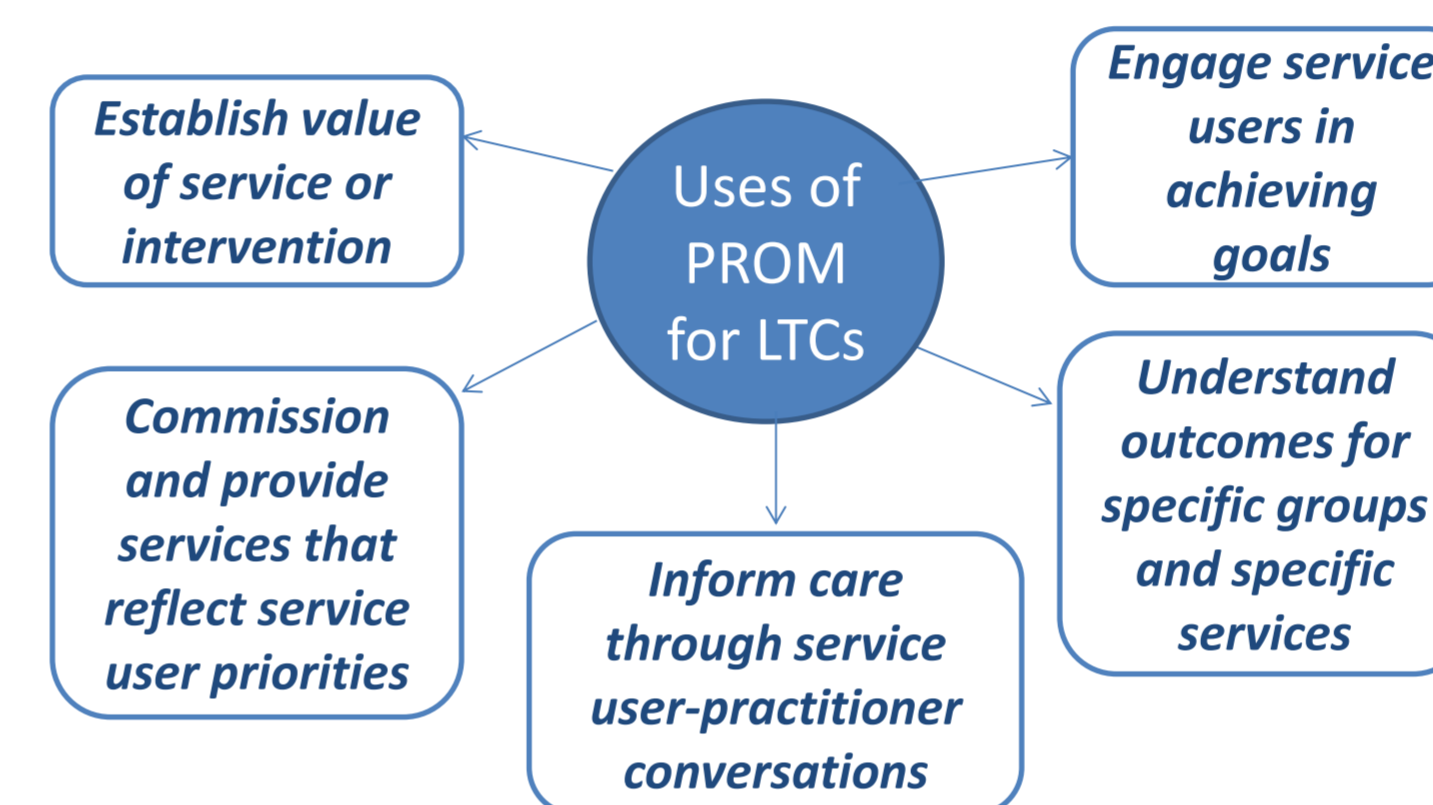 Establish value
of service or
intervention
Uses of
PROM
for LTCs
Engage service
users in
achieving
goals
Commission
and provide
services that
reflect service
user priorities
Inform care
through service
user-practitioner
conversations
Understand
outcomes for
specific groups
and specific
services